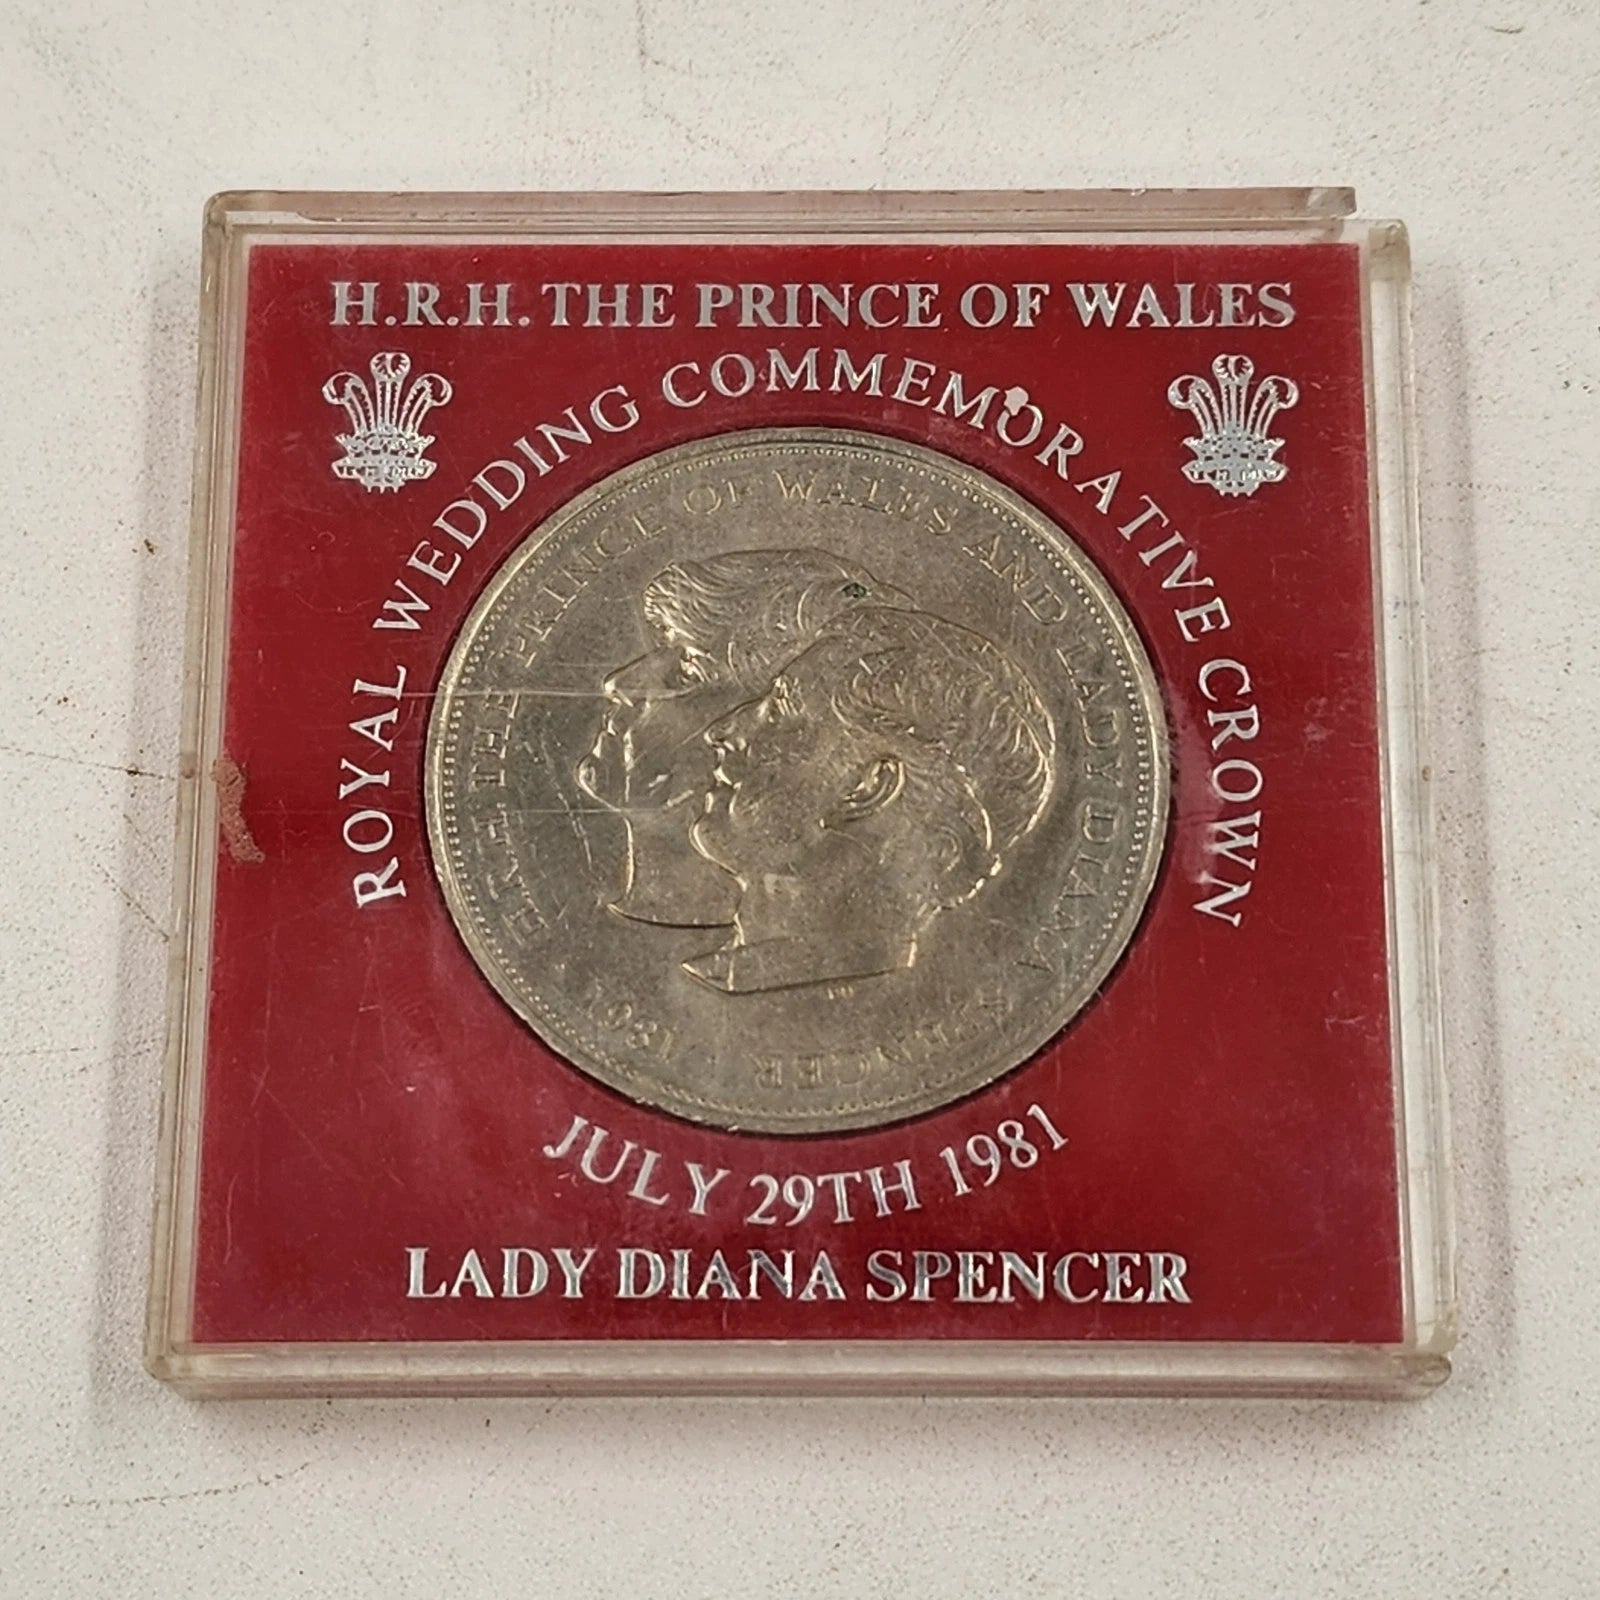 H.R.H. THE PRINCE OF WALES
ROYAL WEDDING COMMEMORATIVE CROWN
H.R.H. THE PRINCE OF WALES AND LADY DIANA SPENCER 1981
JULY 29TH 1981
LADY DIANA SPENCER